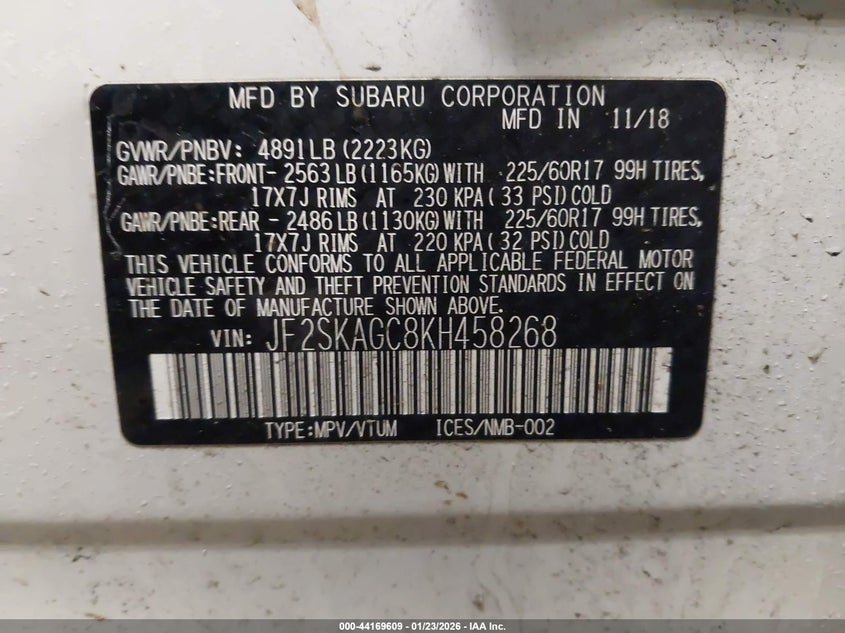 MFD BY SUBARU CORPORATION
MFD IN 11/18
GVWR/PNBV: 4891LB (2223KG)
GAWR/PNBE:FRONT- 2563 LB (1165KG) WITH 225/60R17 99H TIRES,
17X7J RIMS AT 230 KPA( 33 PSI) COLD
GAWR/PNBE:REAR - 2486 LB (1130KG) WITH 225/60R17 99H TIRES,
17X7J RIMS AT 220 KPA( 32 PSI) COLD
THIS VEHICLE CONFORMS TO ALL APPLICABLE FEDERAL MOTOR
VEHICLE SAFETY AND THEFT PREVENTION STANDARDS IN EFFECT ON
THE DATE OF MANUFACTURE SHOWN ABOVE.
VIN: JF2SKAGC8KH458268
TYPE:MPV/VTUM ICES/NMB-002
000-44169609 - 01/23/2026 - IAA Inc.